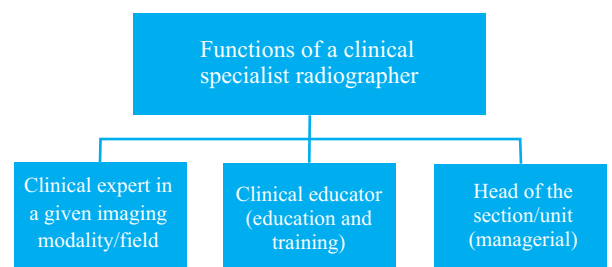 Functions of a clinical
specialist radiographer
Clinical expert in
a given imaging
modality/field
Clinical educator
(education and
training)
Head of the
section/unit
(managerial)